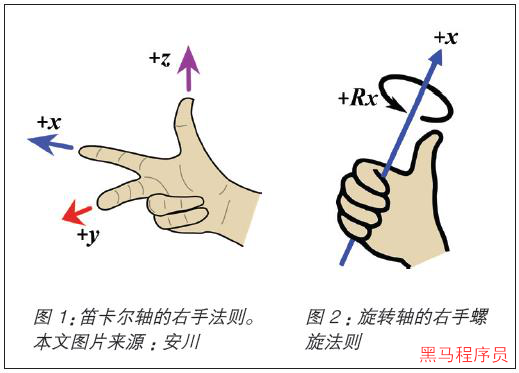 +z
+x
+y
+x
+Rx
图 1:笛卡尔轴的右手法则。
本文图片来源:安川
图 2:旋转轴的右手螺
旋法则
黑马程序员